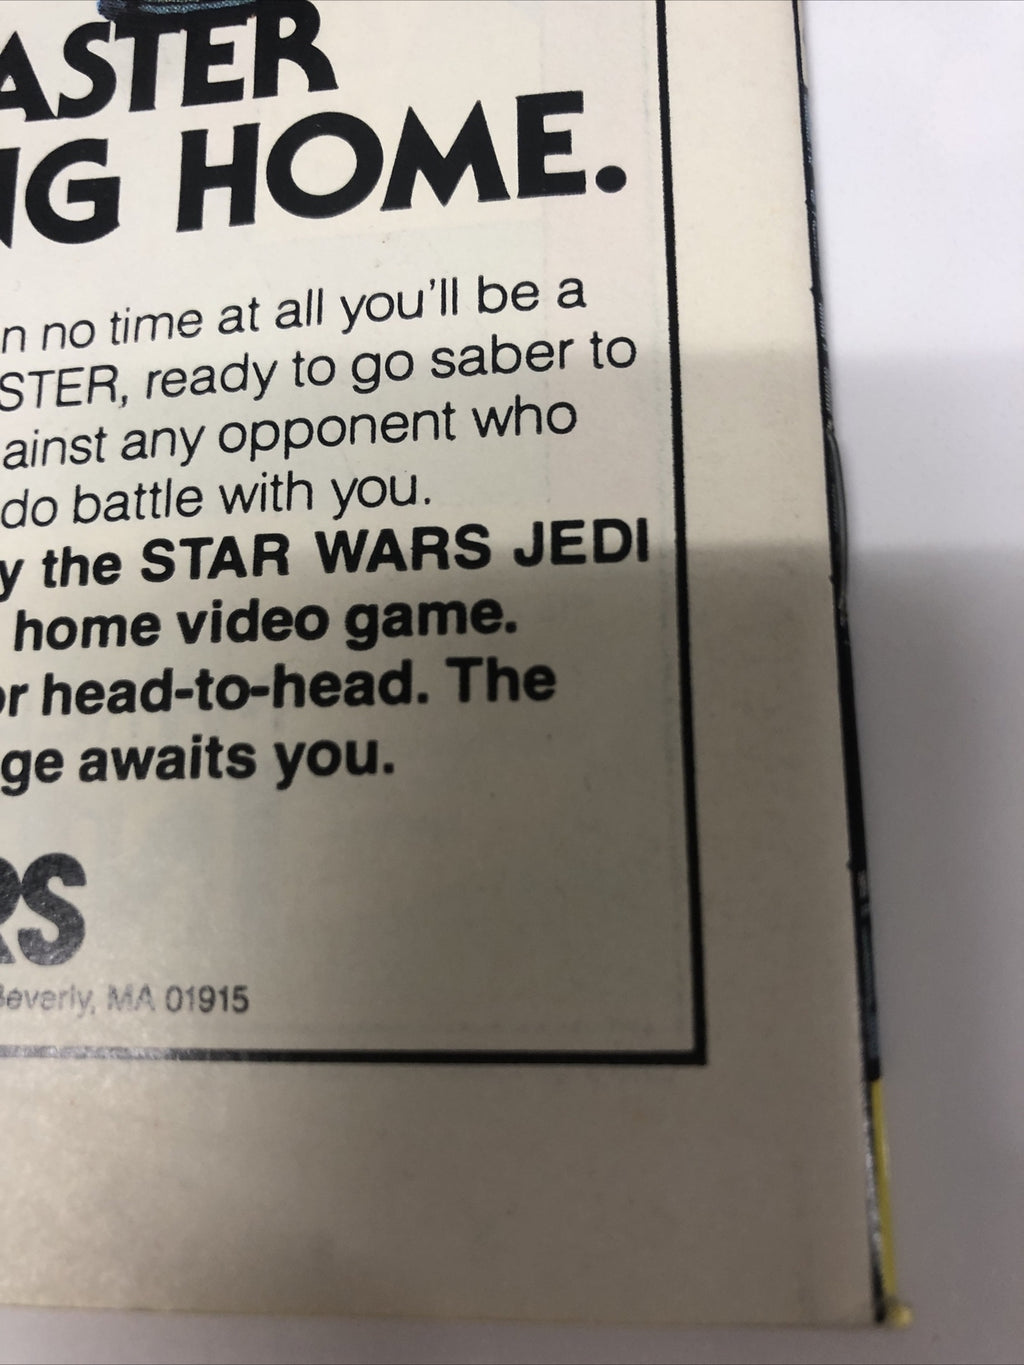 ASTER
NG HOME.
n no time at all you'll be a
STER, ready to go saber to
ainst any opponent who
do battle with you.
y the STAR WARS JEDI
home video game.
or head-to-head. The
ge awaits you.
RS
Beverly, MA 01915